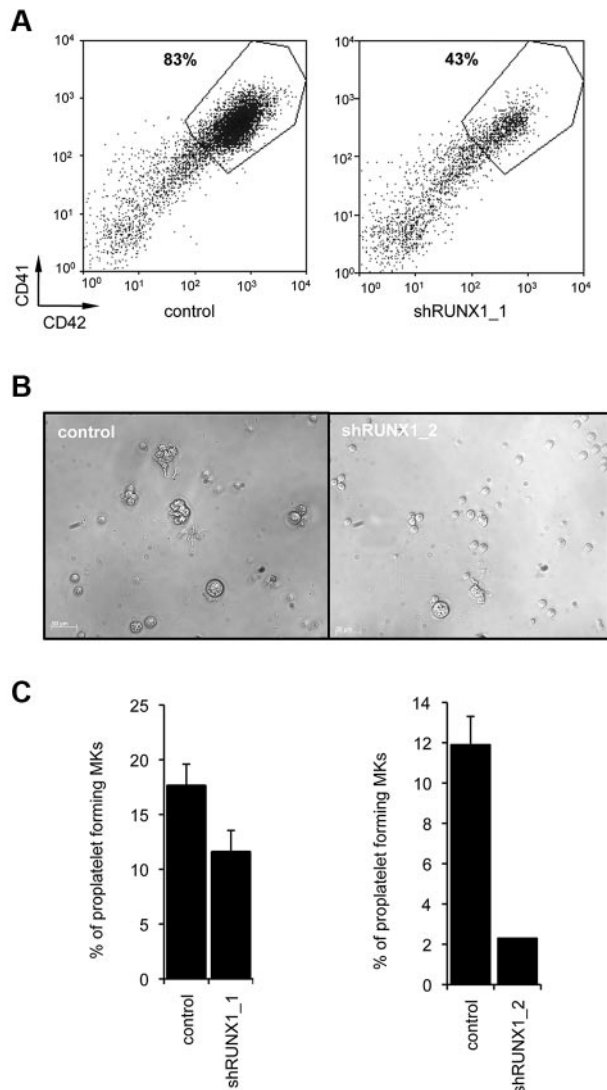 A
83%
43%
10⁴
10³
10²
10¹
10⁰
10⁰ 10¹ 10² 10³ 10⁴
10⁴
10³
10²
10¹
10⁰
10⁰ 10¹ 10² 10³ 10⁴
CD41
CD42
control
shRUNX1_1
B
control
shRUNX1_2
C
% of proplatelet forming MKs
25
20
15
10
5
0
control
shRUNX1_1
% of proplatelet forming MKs
14
12
10
8
6
4
2
0
control
shRUNX1_2